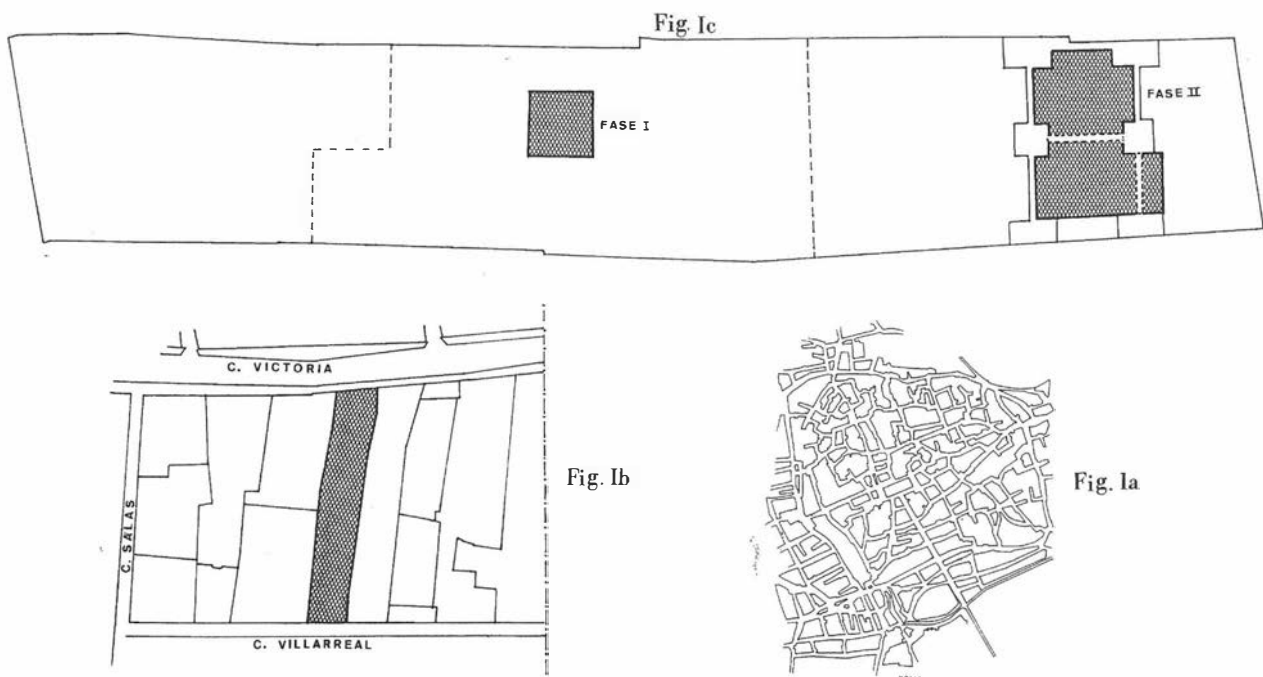 Fig. Ic
FASE I
FASE II
C. VICTORIA
C. SALAS
C. VILLARREAL
Fig. Ib
Fig. Ia